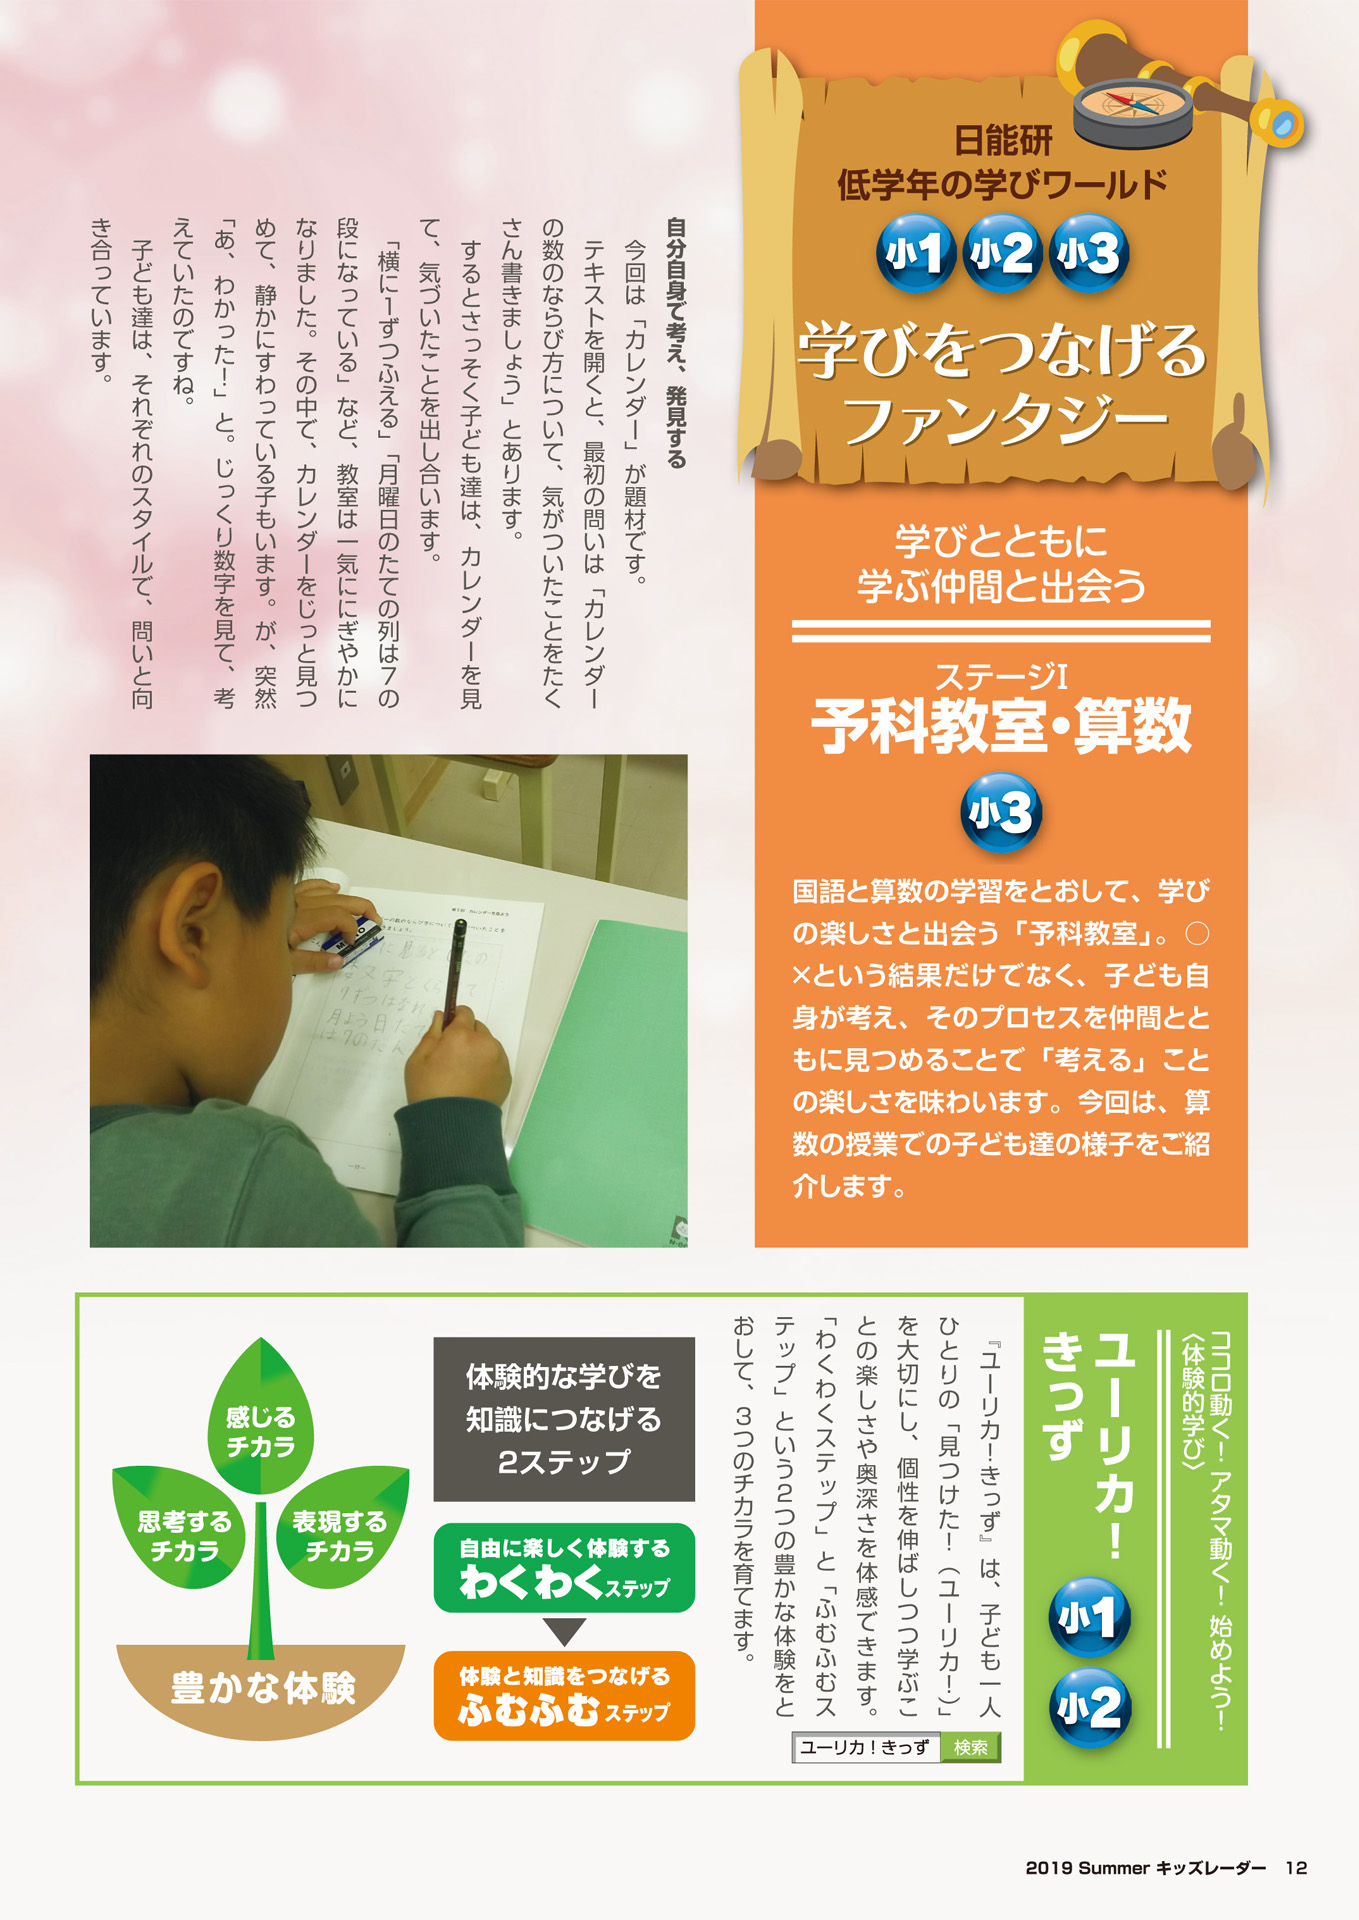 日能研
低学年の学びワールド
小1 小2 小3
学びをつなげる
ファンタジー
学びとともに
学ぶ仲間と出会う
ステージI
予科教室・算数
小3
国語と算数の学習をとおして、学び
の楽しさと出会う「予科教室」。○
×という結果だけでなく、子ども自
身が考え、そのプロセスを仲間とと
もに見つめることで「考える」こと
の楽しさを味わいます。今回は、算
数の授業での子ども達の様子をご紹
介します。
自分自身で考え、発見する
今回は「カレンダー」が題材です。
テキストを開くと、最初の問いは「カレンダー
の数のならび方について、気がついたことをたく
さん書きましょう」とあります。
するとさっそく子ども達は、カレンダーを見
て、気づいたことを出し合います。
「横に1ずつふえる」「月曜日のたての列は7の
段になっている」など、教室は一気ににぎやかに
なりました。その中で、カレンダーをじっと見つ
めて、静かにすわっている子もいます。が、突然
「あ、わかった！」と。じっくり数字を見て、考
えていたのですね。
子ども達は、それぞれのスタイルで、問いと向
き合っています。
MONO
月よう日
ココロ動く！アタマ動く！始めよう！
〈体験的学び〉
ユーリカ！
きっず
小1
小2
『ユーリカ！きっず』は、子ども一人
ひとりの「見つけた！（ユーリカ！）」
を大切にし、個性を伸ばしつつ学ぶこ
との楽しさや奥深さを体感できます。
「わくわくステップ」と「ふむふむス
テップ」という2つの豊かな体験をと
おして、3つのチカラを育てます。
ユーリカ！きっず 検索
体験的な学びを
知識につなげる
2ステップ
自由に楽しく体験する
わくわくステップ
体験と知識をつなげる
ふむふむステップ
感じる
チカラ
思考する
チカラ
表現する
チカラ
豊かな体験
2019 Summer キッズレーダー 12